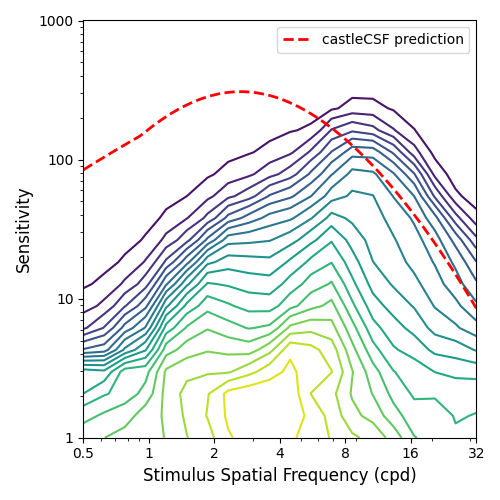 castleCSF prediction
1000
100
10
1
Sensitivity
0.5 1 2 4 8 16 32
Stimulus Spatial Frequency (cpd)